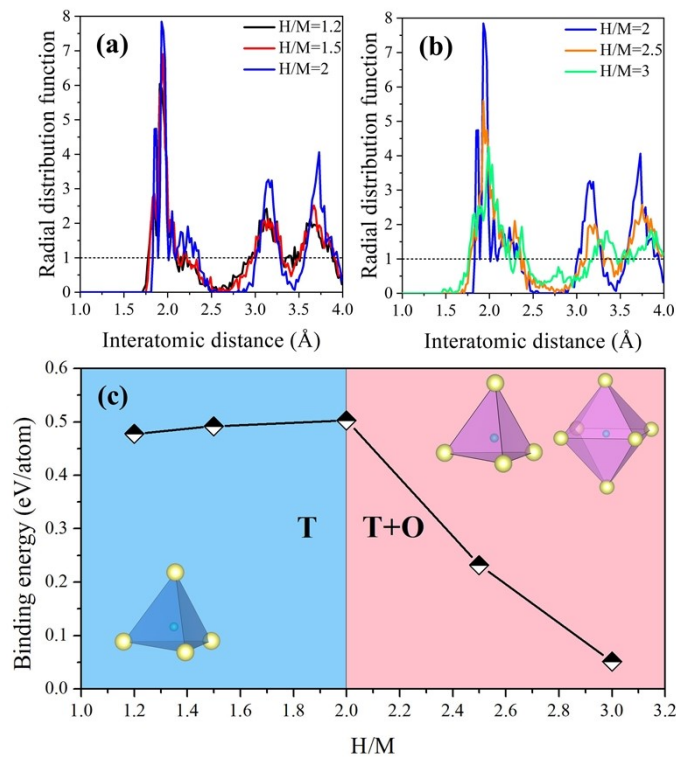 (a)
H/M=1.2
H/M=1.5
H/M=2
Radial distribution function
8
7
6
5
4
3
2
1
0
1.0 1.5 2.0 2.5 3.0 3.5 4.0
Interatomic distance (Å)
(b)
H/M=2
H/M=2.5
H/M=3
Radial distribution function
8
7
6
5
4
3
2
1
0
1.0 1.5 2.0 2.5 3.0 3.5 4.0
Interatomic distance (Å)
(c)
Binding energy (eV/atom)
0.6
0.5
0.4
0.3
0.2
0.1
0.0
T
T+O
1.0 1.2 1.4 1.6 1.8 2.0 2.2 2.4 2.6 2.8 3.0 3.2
H/M